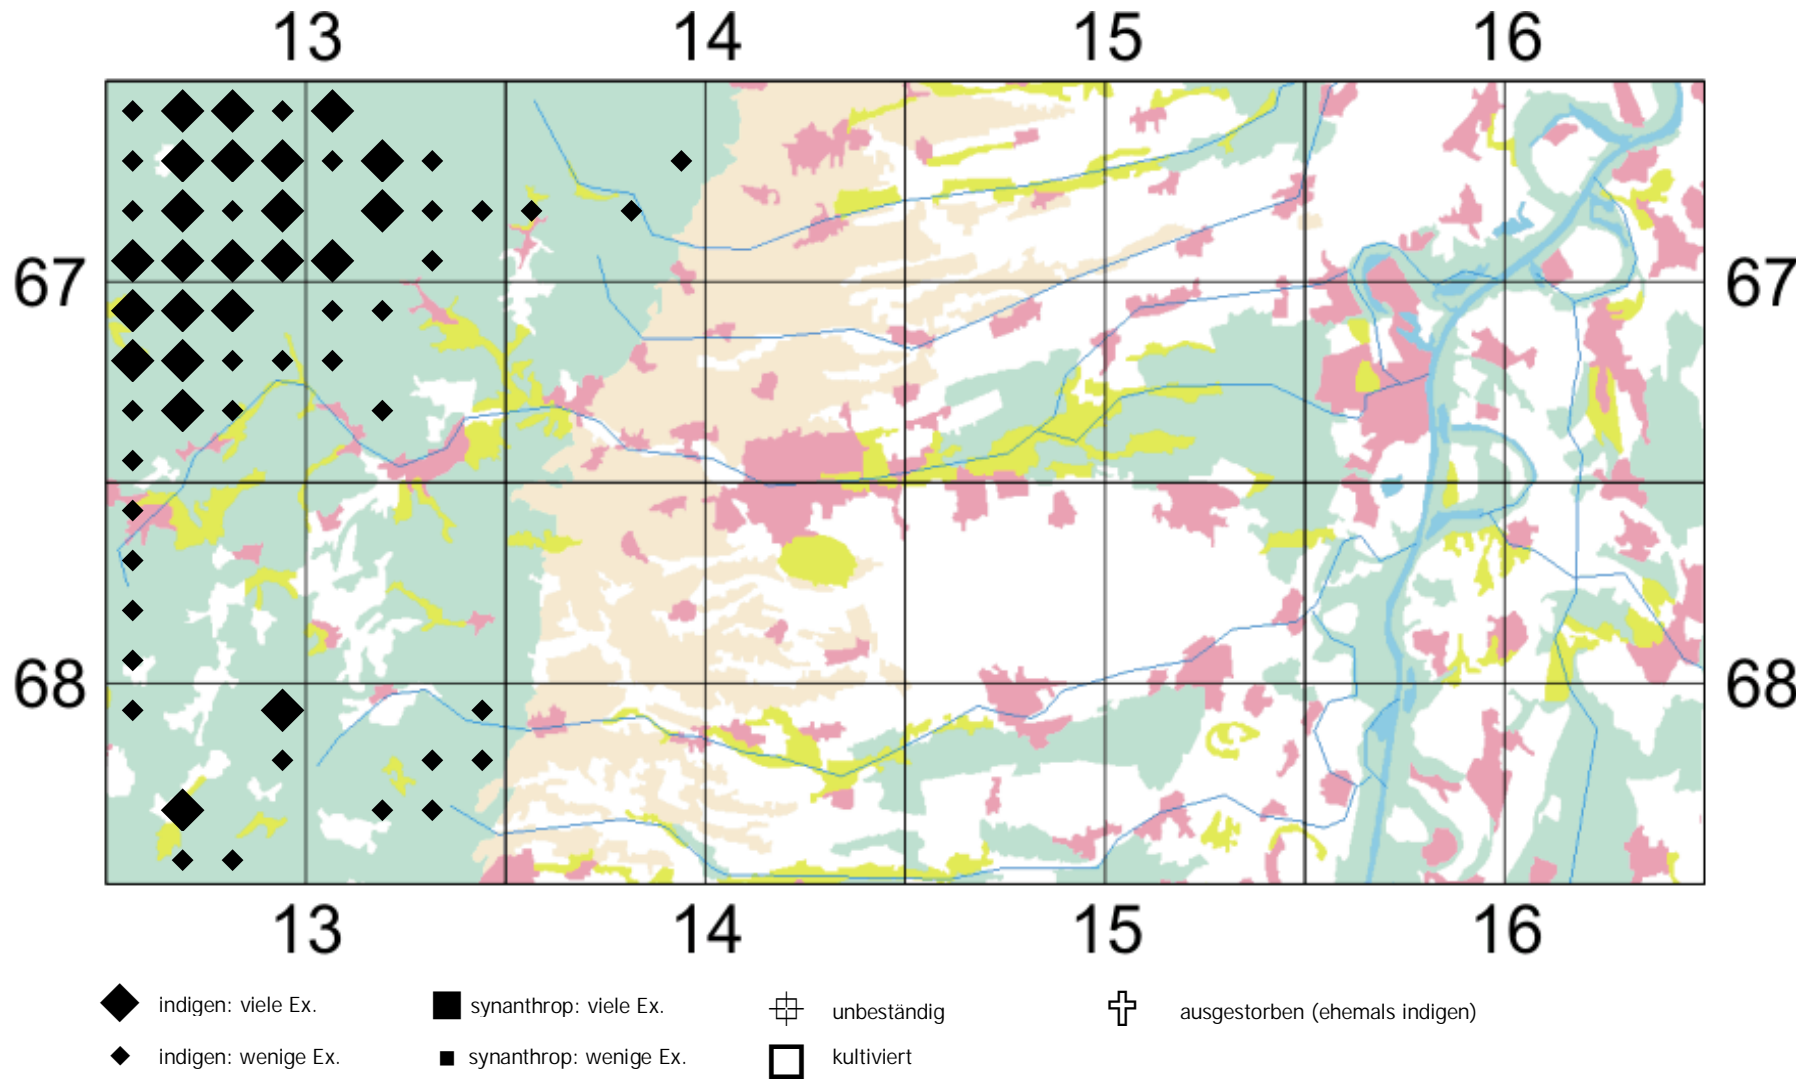 13 14 15 16
67 67
68 68
13 14 15 16
indigen: viele Ex. synanthrop: viele Ex. unbeständig ausgestorben (ehemals indigen)
indigen: wenige Ex. synanthrop: wenige Ex. kultiviert